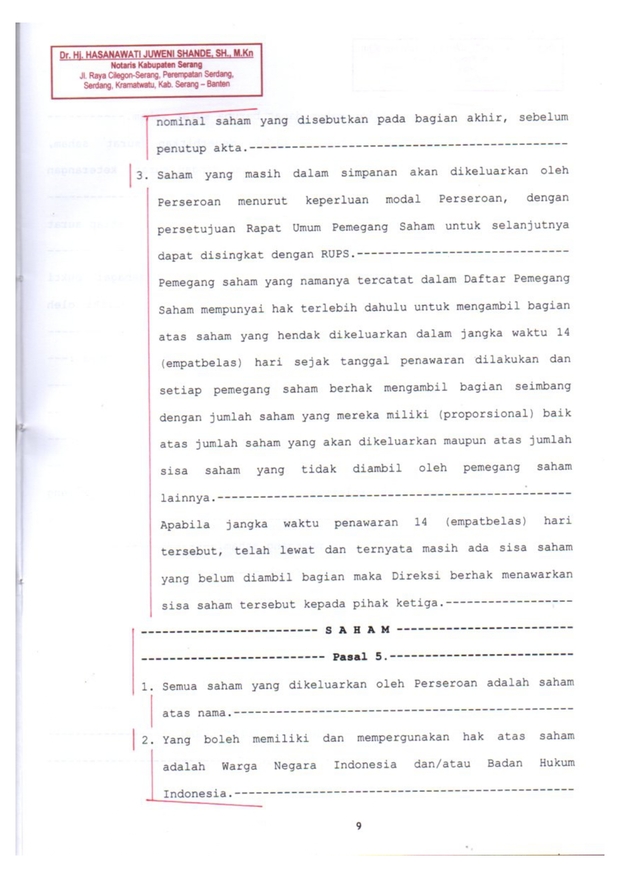 Dr. Hj. HASANAWATI JUWENI SHANDE, SH., M.Kn
Notaris Kabupaten Serang
Jl. Raya Cilegon-Serang, Perempatan Serdang,
Serdang, Kramatwatu, Kab. Serang – Banten
nominal saham yang disebutkan pada bagian akhir, sebelum
penutup akta.---------------------------------------------
3. Saham yang masih dalam simpanan akan dikeluarkan oleh
Perseroan menurut keperluan modal Perseroan, dengan
persetujuan Rapat Umum Pemegang Saham untuk selanjutnya
dapat disingkat dengan RUPS.------------------------------
Pemegang saham yang namanya tercatat dalam Daftar Pemegang
Saham mempunyai hak terlebih dahulu untuk mengambil bagian
atas saham yang hendak dikeluarkan dalam jangka waktu 14
(empatbelas) hari sejak tanggal penawaran dilakukan dan
setiap pemegang saham berhak mengambil bagian seimbang
dengan jumlah saham yang mereka miliki (proporsional) baik
atas jumlah saham yang akan dikeluarkan maupun atas jumlah
sisa saham yang tidak diambil oleh pemegang saham
lainnya.--------------------------------------------------
Apabila jangka waktu penawaran 14 (empatbelas) hari
tersebut, telah lewat dan ternyata masih ada sisa saham
yang belum diambil bagian maka Direksi berhak menawarkan
sisa saham tersebut kepada pihak ketiga.------------------
------------------------- S A H A M -------------------------
-------------------------- Pasal 5.--------------------------
1. Semua saham yang dikeluarkan oleh Perseroan adalah saham
atas nama.------------------------------------------------
2. Yang boleh memiliki dan mempergunakan hak atas saham
adalah Warga Negara Indonesia dan/atau Badan Hukum
Indonesia.------------------------------------------------
9